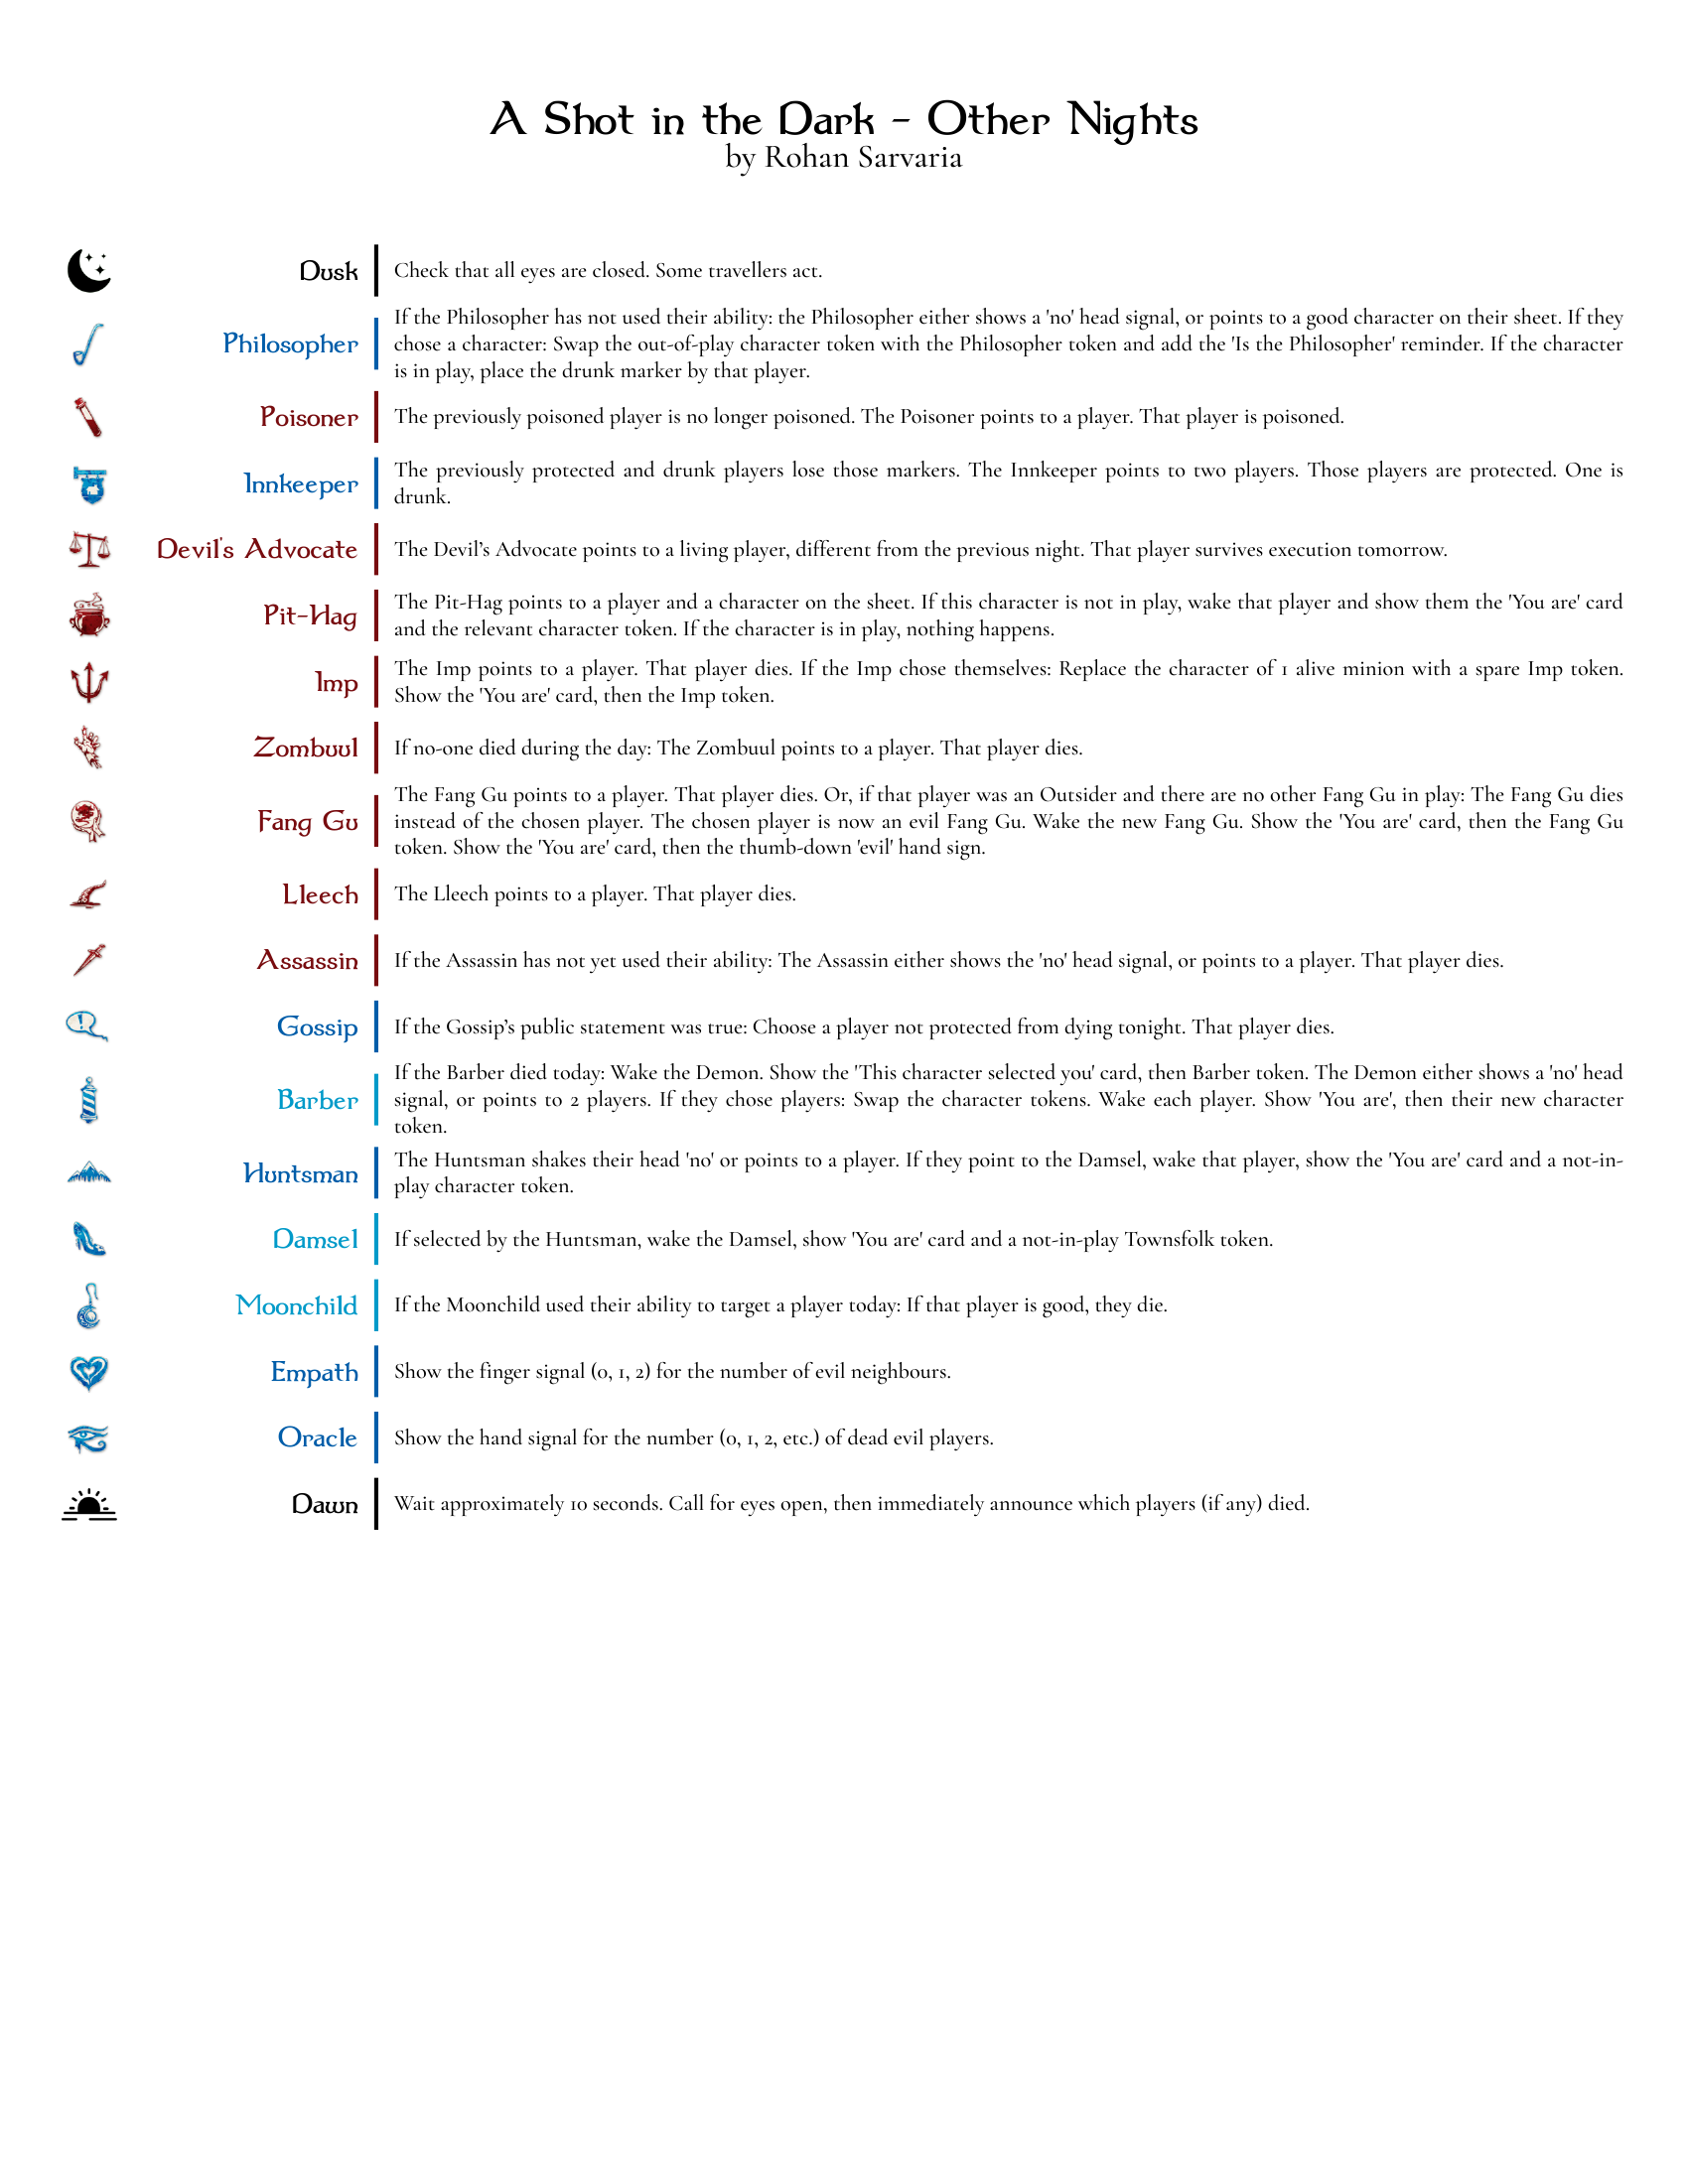 A Shot in the Dark - Other Nights
by Rohan Sarvaria
Dusk
Check that all eyes are closed. Some travellers act.
Philosopher
If the Philosopher has not used their ability: the Philosopher either shows a 'no' head signal, or points to a good character on their sheet. If they
chose a character: Swap the out-of-play character token with the Philosopher token and add the 'Is the Philosopher' reminder. If the character
is in play, place the drunk marker by that player.
Poisoner
The previously poisoned player is no longer poisoned. The Poisoner points to a player. That player is poisoned.
Innkeeper
The previously protected and drunk players lose those markers. The Innkeeper points to two players. Those players are protected. One is
drunk.
Devil's Advocate
The Devil’s Advocate points to a living player, different from the previous night. That player survives execution tomorrow.
Pit-Hag
The Pit-Hag points to a player and a character on the sheet. If this character is not in play, wake that player and show them the 'You are' card
and the relevant character token. If the character is in play, nothing happens.
Imp
The Imp points to a player. That player dies. If the Imp chose themselves: Replace the character of 1 alive minion with a spare Imp token.
Show the 'You are' card, then the Imp token.
Zombuul
If no-one died during the day: The Zombuul points to a player. That player dies.
Fang Gu
The Fang Gu points to a player. That player dies. Or, if that player was an Outsider and there are no other Fang Gu in play: The Fang Gu dies
instead of the chosen player. The chosen player is now an evil Fang Gu. Wake the new Fang Gu. Show the 'You are' card, then the Fang Gu
token. Show the 'You are' card, then the thumb-down 'evil' hand sign.
Lleech
The Lleech points to a player. That player dies.
Assassin
If the Assassin has not yet used their ability: The Assassin either shows the 'no' head signal, or points to a player. That player dies.
Gossip
If the Gossip’s public statement was true: Choose a player not protected from dying tonight. That player dies.
Barber
If the Barber died today: Wake the Demon. Show the 'This character selected you' card, then Barber token. The Demon either shows a 'no' head
signal, or points to 2 players. If they chose players: Swap the character tokens. Wake each player. Show 'You are', then their new character
token.
Huntsman
The Huntsman shakes their head 'no' or points to a player. If they point to the Damsel, wake that player, show the 'You are' card and a not-in-
play character token.
Damsel
If selected by the Huntsman, wake the Damsel, show 'You are' card and a not-in-play Townsfolk token.
Moonchild
If the Moonchild used their ability to target a player today: If that player is good, they die.
Empath
Show the finger signal (0, 1, 2) for the number of evil neighbours.
Oracle
Show the hand signal for the number (0, 1, 2, etc.) of dead evil players.
Dawn
Wait approximately 10 seconds. Call for eyes open, then immediately announce which players (if any) died.